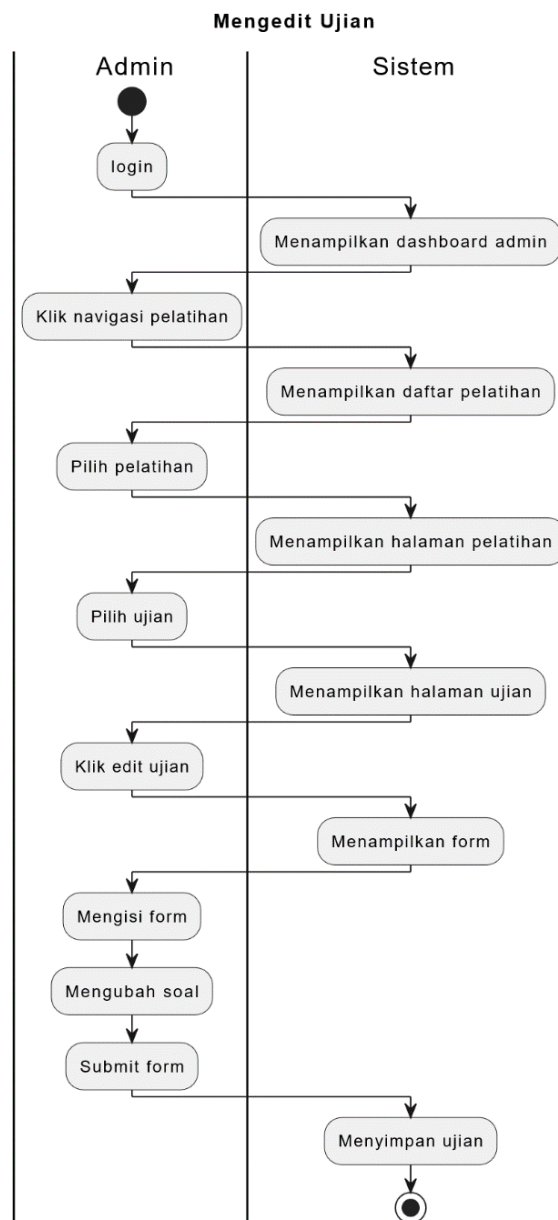 Mengedit Ujian
Admin
Sistem
login
Menampilkan dashboard admin
Klik navigasi pelatihan
Menampilkan daftar pelatihan
Pilih pelatihan
Menampilkan halaman pelatihan
Pilih ujian
Menampilkan halaman ujian
Klik edit ujian
Menampilkan form
Mengisi form
Mengubah soal
Submit form
Menyimpan ujian